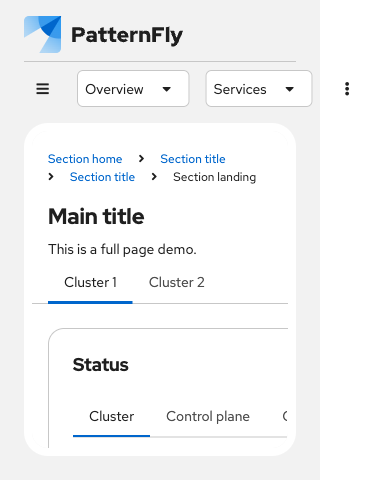 PatternFly
Overview Services
Section home Section title
Section title Section landing
Main title
This is a full page demo.
Cluster 1 Cluster 2
Status
Cluster Control plane